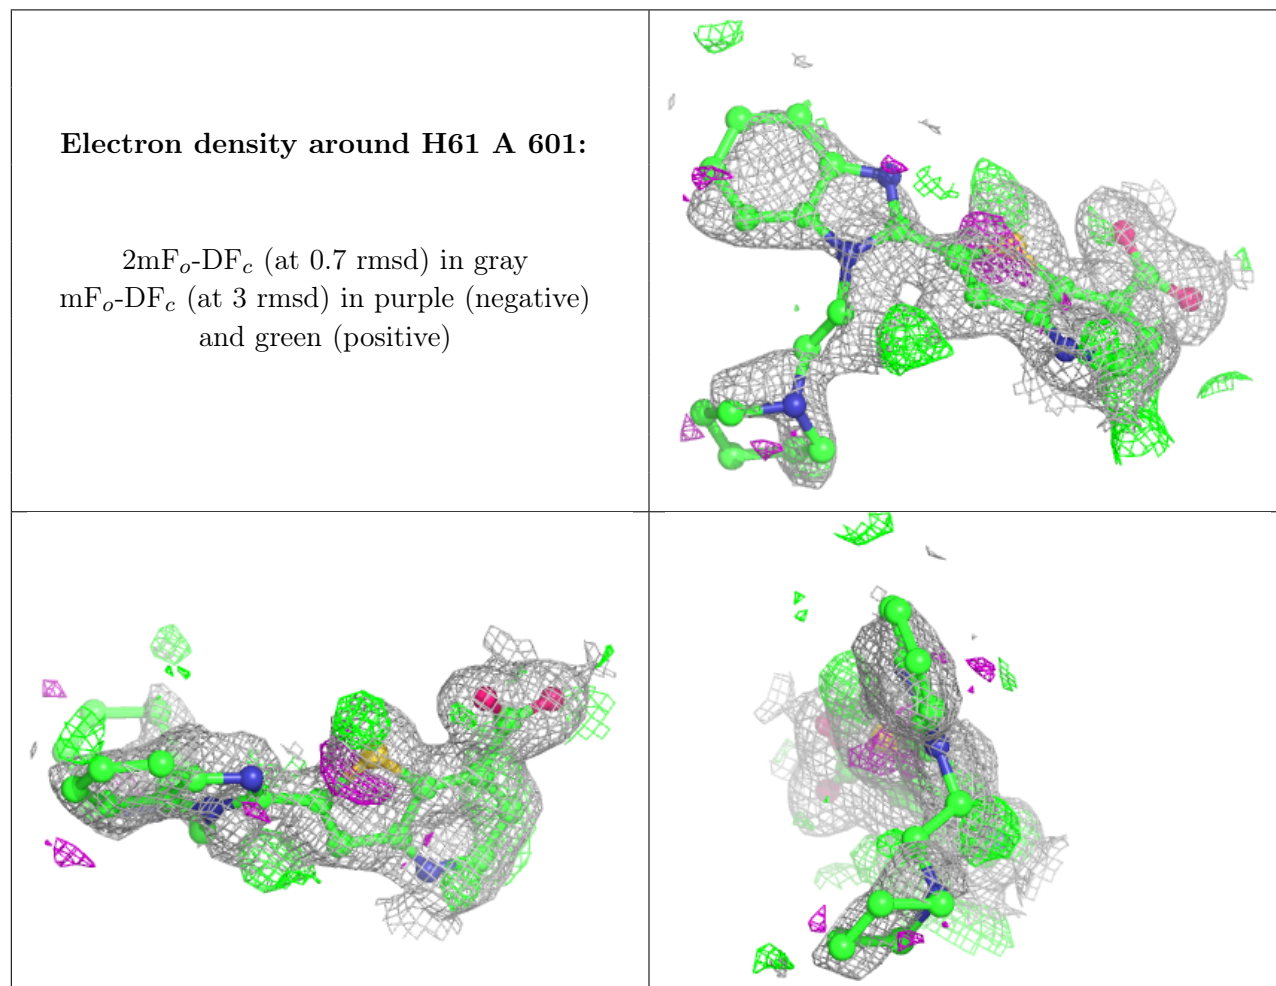 Electron density around H61 A 601:
2mFo-DFc (at 0.7 rmsd) in gray
mFo-DFc (at 3 rmsd) in purple (negative)
and green (positive)